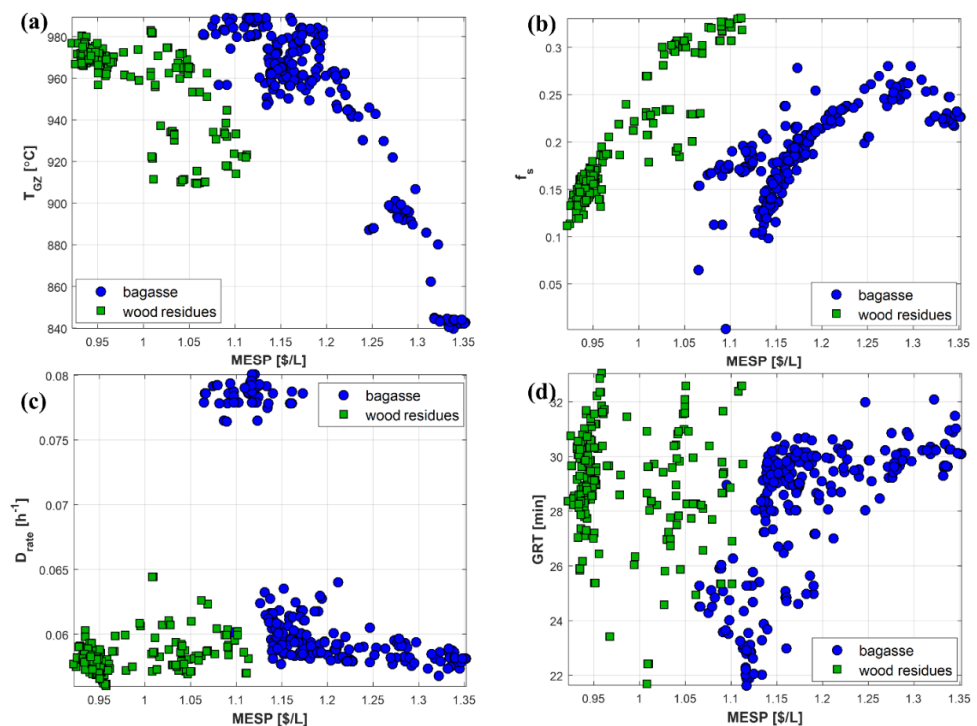 (a)
T_GZ [°C]
980
960
940
920
900
880
860
840
bagasse
wood residues
0.95 1 1.05 1.1 1.15 1.2 1.25 1.3 1.35
MESP [$/L]
(b)
f_s
0.3
0.25
0.2
0.15
0.1
0.05
bagasse
wood residues
0.95 1 1.05 1.1 1.15 1.2 1.25 1.3 1.35
MESP [$/L]
(c)
D_rate [h⁻¹]
0.08
0.075
0.07
0.065
0.06
bagasse
wood residues
0.95 1 1.05 1.1 1.15 1.2 1.25 1.3 1.35
MESP [$/L]
(d)
GRT [min]
32
30
28
26
24
22
bagasse
wood residues
0.95 1 1.05 1.1 1.15 1.2 1.25 1.3 1.35
MESP [$/L]